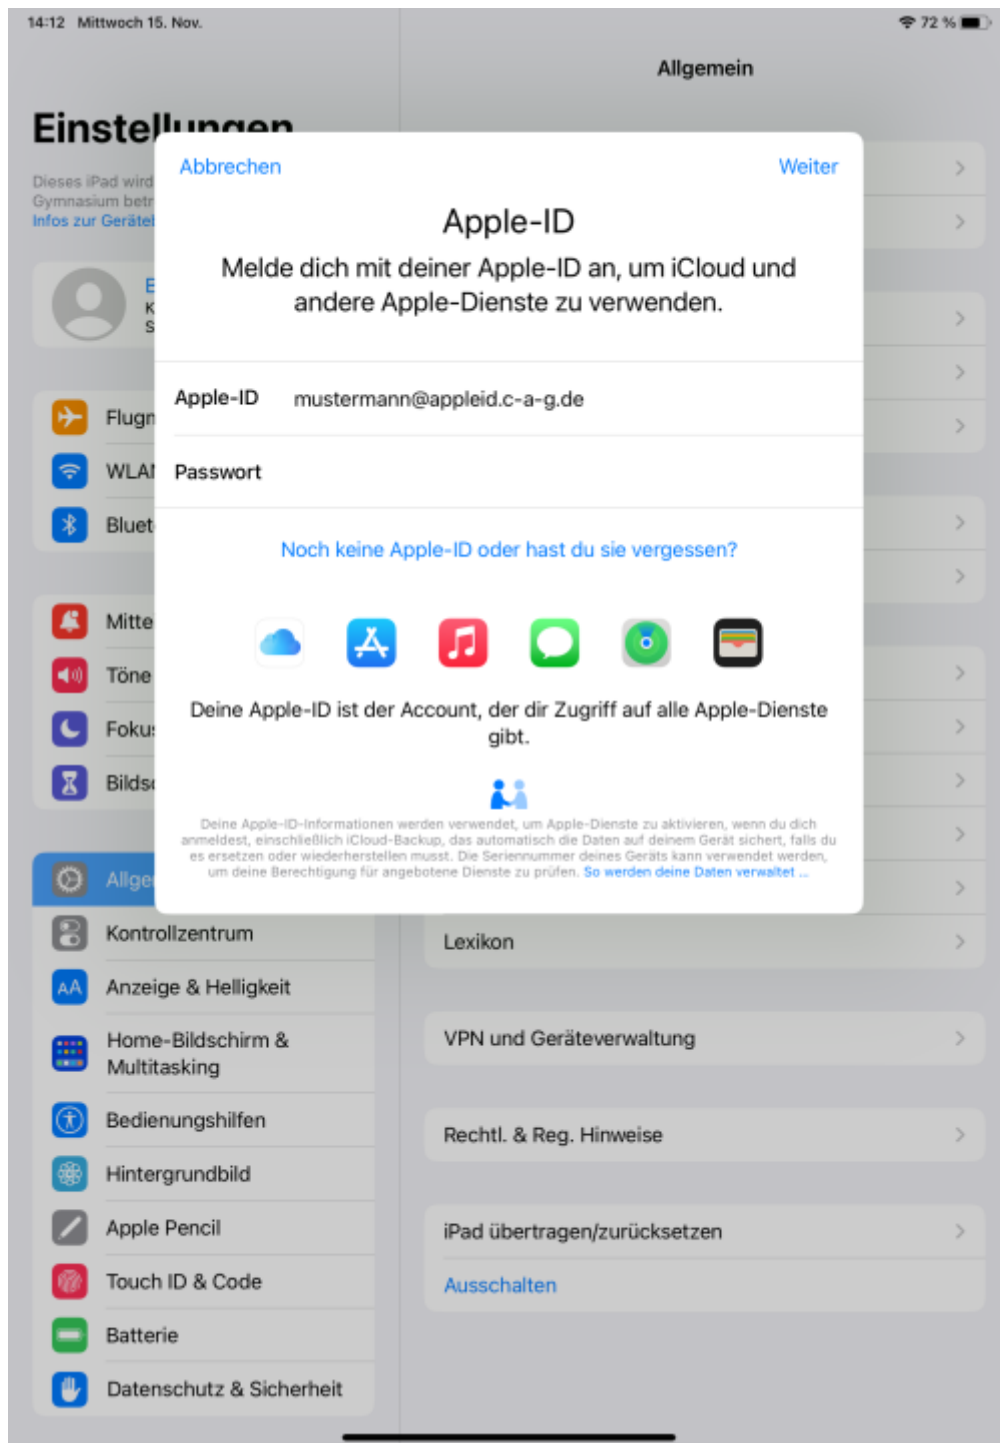 14:12 Mittwoch 15. Nov.
72 %
Allgemein
Einstellungen
Dieses iPad wird
Gymnasium betr
Infos zur Gerätel
Abbrechen
Weiter
Apple-ID
Melde dich mit deiner Apple-ID an, um iCloud und
andere Apple-Dienste zu verwenden.
Apple-ID mustermann@appleid.c-a-g.de
Passwort
Noch keine Apple-ID oder hast du sie vergessen?
Deine Apple-ID ist der Account, der dir Zugriff auf alle Apple-Dienste
gibt.
Deine Apple-ID-Informationen werden verwendet, um Apple-Dienste zu aktivieren, wenn du dich
anmeldest, einschließlich iCloud-Backup, das automatisch die Daten auf deinem Gerät sichert, falls du
es ersetzen oder wiederherstellen musst. Die Seriennummer deines Geräts kann verwendet werden,
um deine Berechtigung für angebotene Dienste zu prüfen. So werden deine Daten verwaltet ...
E
K
S
Flugm
WLAN
Bluet
Mitte
Töne
Fokus
Bildsc
Allge
Kontrollzentrum
AA Anzeige & Helligkeit
Home-Bildschirm &
Multitasking
Bedienungshilfen
Hintergrundbild
Apple Pencil
Touch ID & Code
Batterie
Datenschutz & Sicherheit
Lexikon
VPN und Geräteverwaltung
Rechtl. & Reg. Hinweise
iPad übertragen/zurücksetzen
Ausschalten